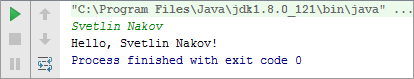 "C:\Program Files\Java\jdk1.8.0_121\bin\java" ...
Svetlin Nakov
Hello, Svetlin Nakov!
Process finished with exit code 0